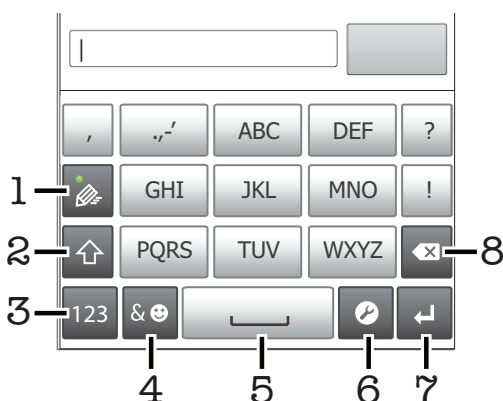 , .,-′ ABC DEF ?
1 GHI JKL MNO !
2 PQRS TUV WXYZ 8
3 123 &
4 5 6 7